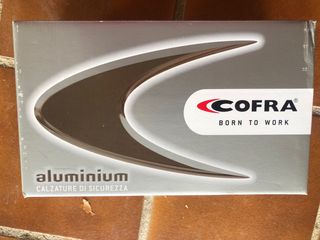 COFRA
BORN TO WORK
aluminium
CALZATURE DI SICUREZZA